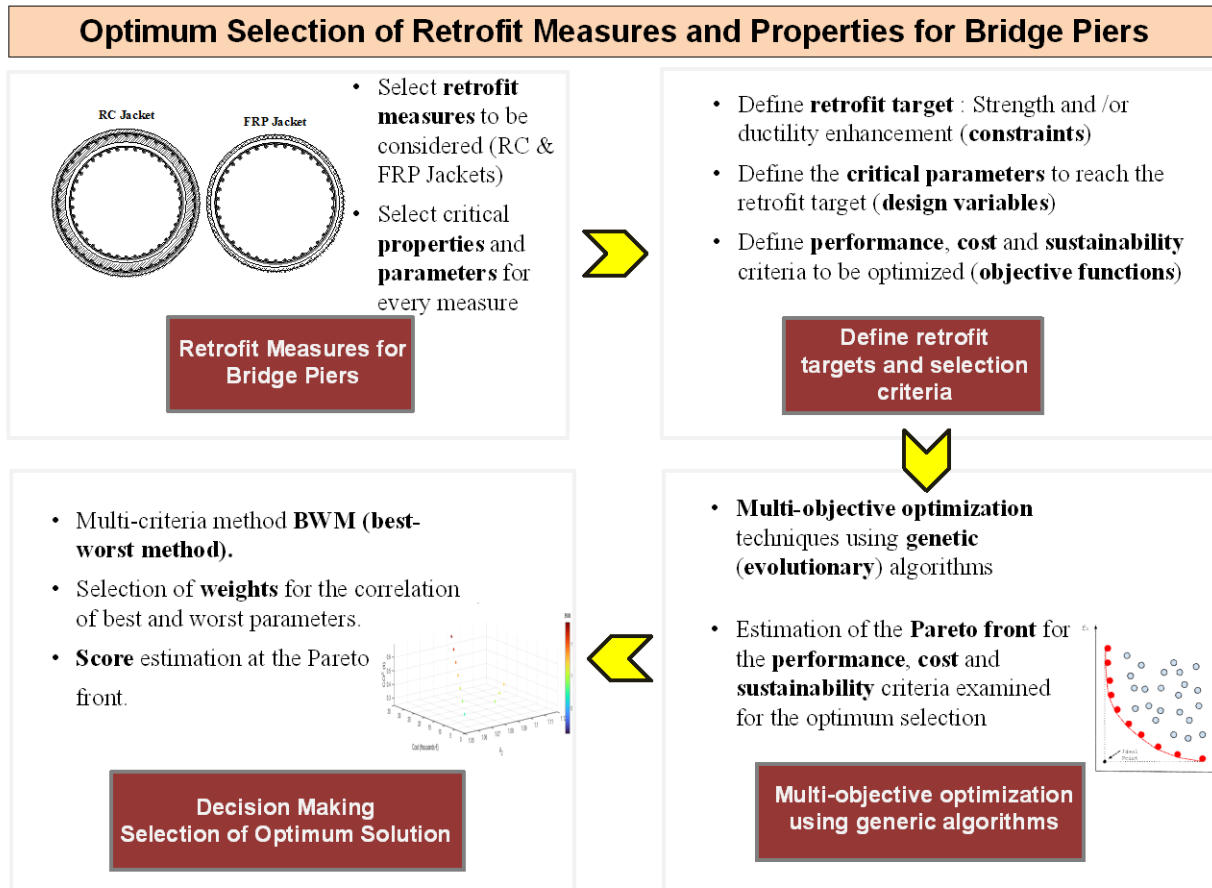 Optimum Selection of Retrofit Measures and Properties for Bridge Piers
RC Jacket
FRP Jacket
• Select retrofit
measures to be
considered (RC &
FRP Jackets)
• Select critical
properties and
parameters for
every measure
Retrofit Measures for
Bridge Piers
• Define retrofit target : Strength and /or
ductility enhancement (constraints)
• Define the critical parameters to reach the
retrofit target (design variables)
• Define performance, cost and sustainability
criteria to be optimized (objective functions)
Define retrofit
targets and selection
criteria
• Multi-objective optimization
techniques using genetic
(evolutionary) algorithms
• Estimation of the Pareto front for
the performance, cost and
sustainability criteria examined
for the optimum selection
Ideal
Point
Multi-objective optimization
using generic algorithms
• Multi-criteria method BWM (best-
worst method).
• Selection of weights for the correlation
of best and worst parameters.
• Score estimation at the Pareto
front.
Cost (thousands €)
Decision Making
Selection of Optimum Solution